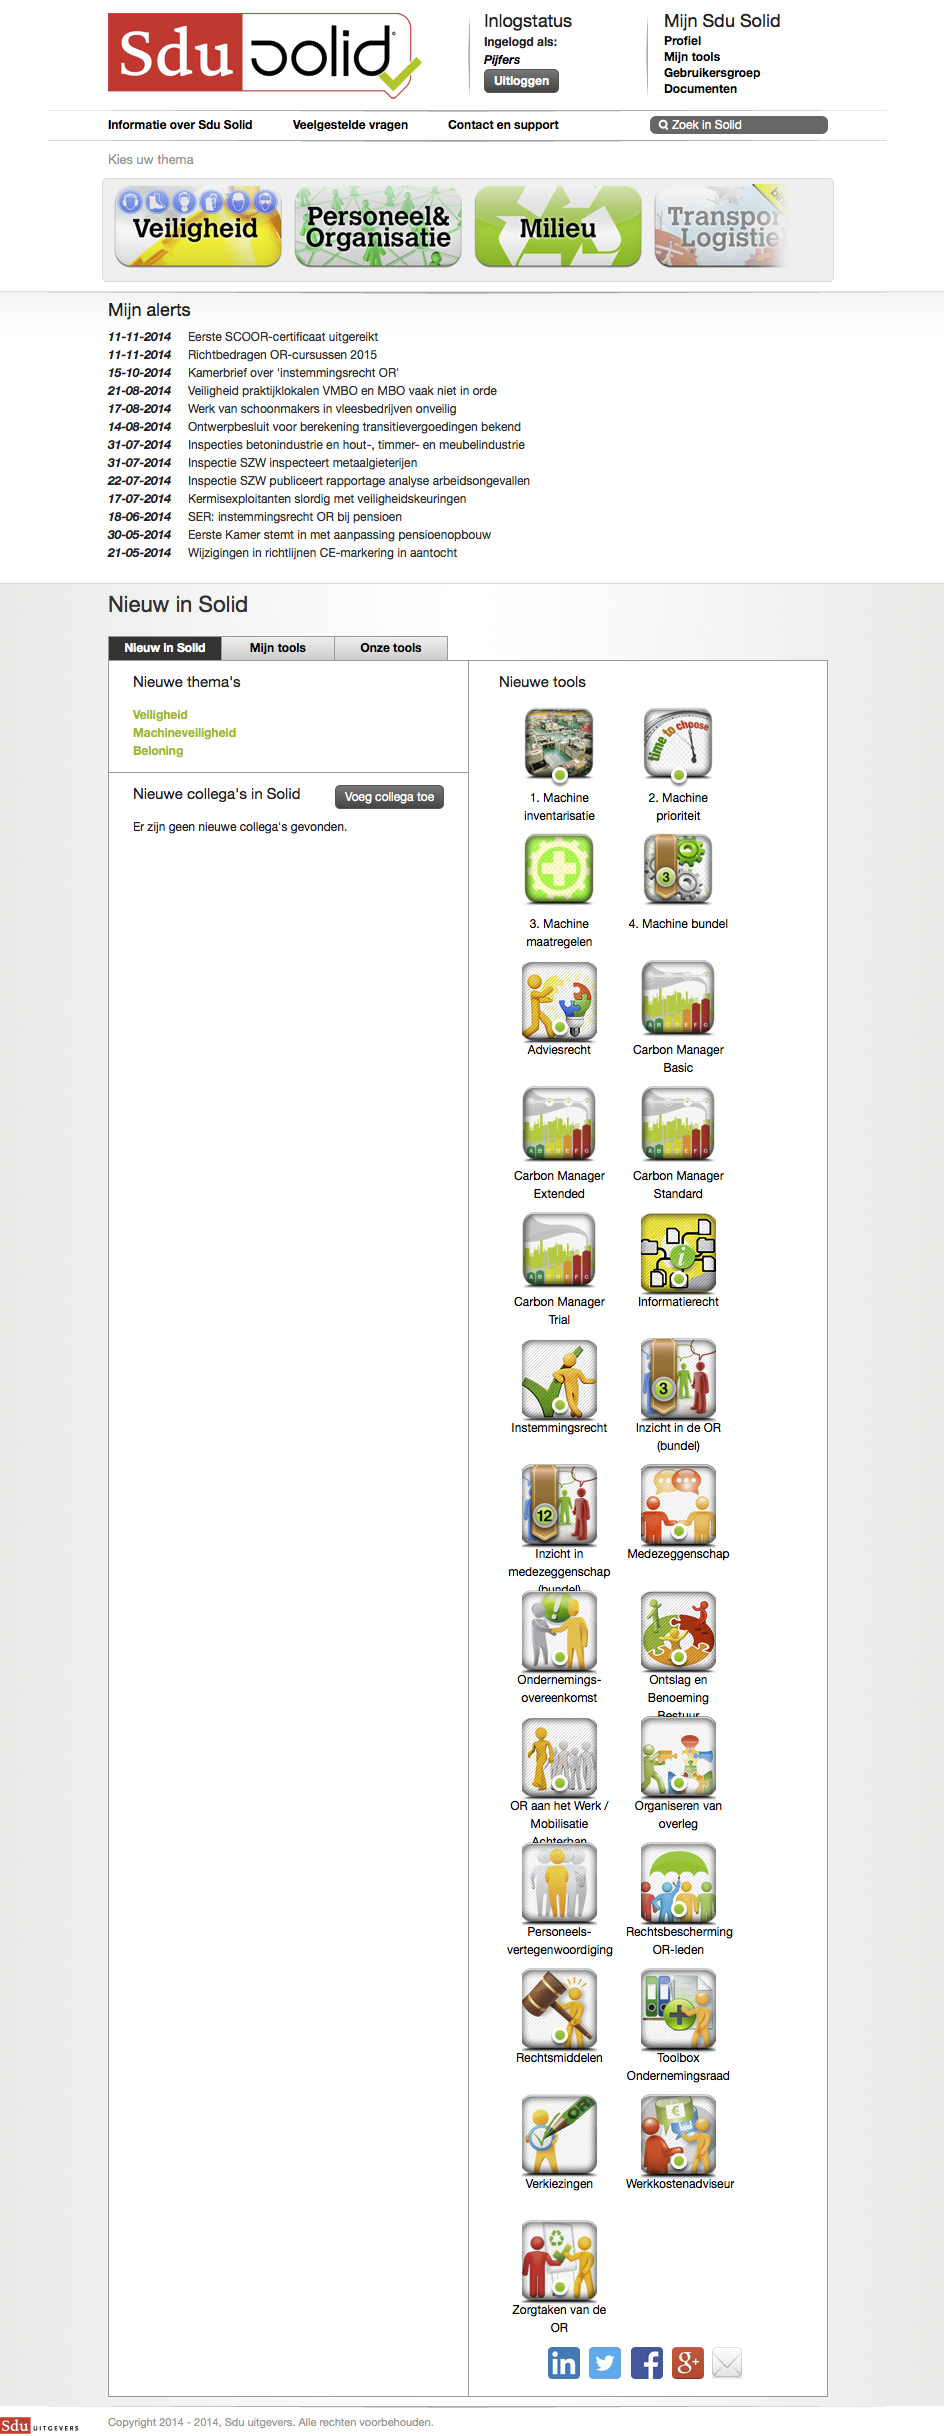 Sdu solid
Inlogstatus
Ingelogd als:
Pijfers
Uitloggen
Mijn Sdu Solid
Profiel
Mijn tools
Gebruikersgroep
Documenten
Informatie over Sdu Solid
Veelgestelde vragen
Contact en support
Zoek in Solid
Kies uw thema
Veiligheid
Personeel&
Organisatie
Milieu
Transpor
Logistie
Mijn alerts
11-11-2014 Eerste SCOOR-certificaat uitgereikt
11-11-2014 Richtbedragen OR-cursussen 2015
15-10-2014 Kamerbrief over 'instemmingsrecht OR'
21-08-2014 Veiligheid praktijklokalen VMBO en MBO vaak niet in orde
17-08-2014 Werk van schoonmakers in vleesbedrijven onveilig
14-08-2014 Ontwerpbesluit voor berekening transitievergoedingen bekend
31-07-2014 Inspecties betonindustrie en hout-, timmer- en meubelindustrie
31-07-2014 Inspectie SZW inspecteert metaalgieterijen
22-07-2014 Inspectie SZW publiceert rapportage analyse arbeidsongevallen
17-07-2014 Kermisexploitanten slordig met veiligheidskeuringen
18-06-2014 SER: instemmingsrecht OR bij pensioen
30-05-2014 Eerste Kamer stemt in met aanpassing pensioenopbouw
21-05-2014 Wijzigingen in richtlijnen CE-markering in aantocht
Nieuw in Solid
Nieuw in Solid
Mijn tools
Onze tools
Nieuwe thema's
Veiligheid
Machineveiligheid
Beloning
Nieuwe collega's in Solid
Voeg collega toe
Er zijn geen nieuwe collega's gevonden.
Nieuwe tools
time to choose
1. Machine
inventarisatie
2. Machine
prioriteit
3
3. Machine
maatregelen
4. Machine bundel
A B C D E F G
Adviesrecht
Carbon Manager
Basic
A B C D E F G
A B C D E F G
Carbon Manager
Extended
Carbon Manager
Standard
A B C D E F G
i
Carbon Manager
Trial
Informatierecht
3
Instemmingsrecht
Inzicht in de OR
(bundel)
12
Inzicht in
medezeggenschap
(bundel)
Medezeggenschap
Ondernemings-
overeenkomst
Ontslag en
Benoeming
Bestuur
OR aan het Werk /
Mobilisatie
Achterban
Organiseren van
overleg
Personeels-
vertegenwoordiging
Rechtsbescherming
OR-leden
Rechtsmiddelen
Toolbox
Ondernemingsraad
OR
€
Verkiezingen
Werkkostenadviseur
Zorgtaken van de
OR
in
f
g+
Sdu UITGEVERS
Copyright 2014 - 2014, Sdu uitgevers. Alle rechten voorbehouden.